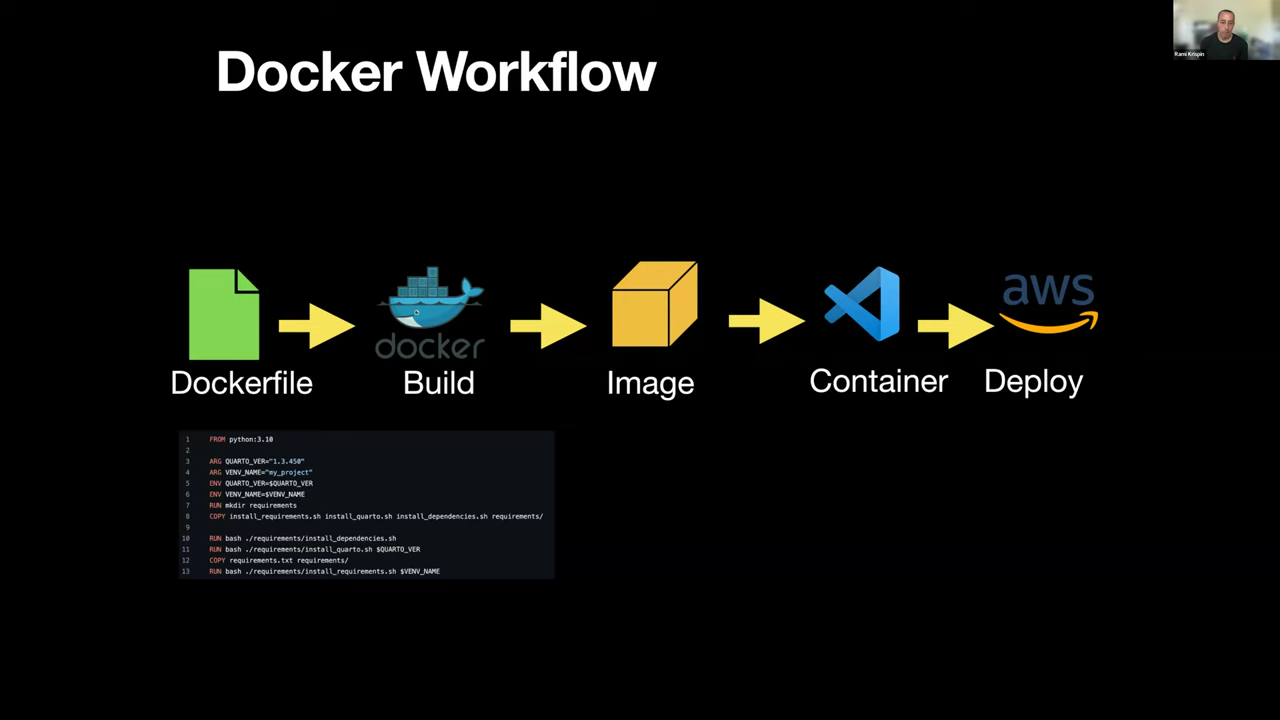 Docker Workflow
Rami Krispin
docker
aws
Dockerfile
Build
Image
Container
Deploy
1 FROM python:3.10
2
3 ARG QUARTO_VER="1.3.450"
4 ARG VENV_NAME="my_project"
5 ENV QUARTO_VER=$QUARTO_VER
6 ENV VENV_NAME=$VENV_NAME
7 RUN mkdir requirements
8 COPY install_requirements.sh install_quarto.sh install_dependencies.sh requirements/
9
10 RUN bash ./requirements/install_dependencies.sh
11 RUN bash ./requirements/install_quarto.sh $QUARTO_VER
12 COPY requirements.txt requirements/
13 RUN bash ./requirements/install_requirements.sh $VENV_NAME